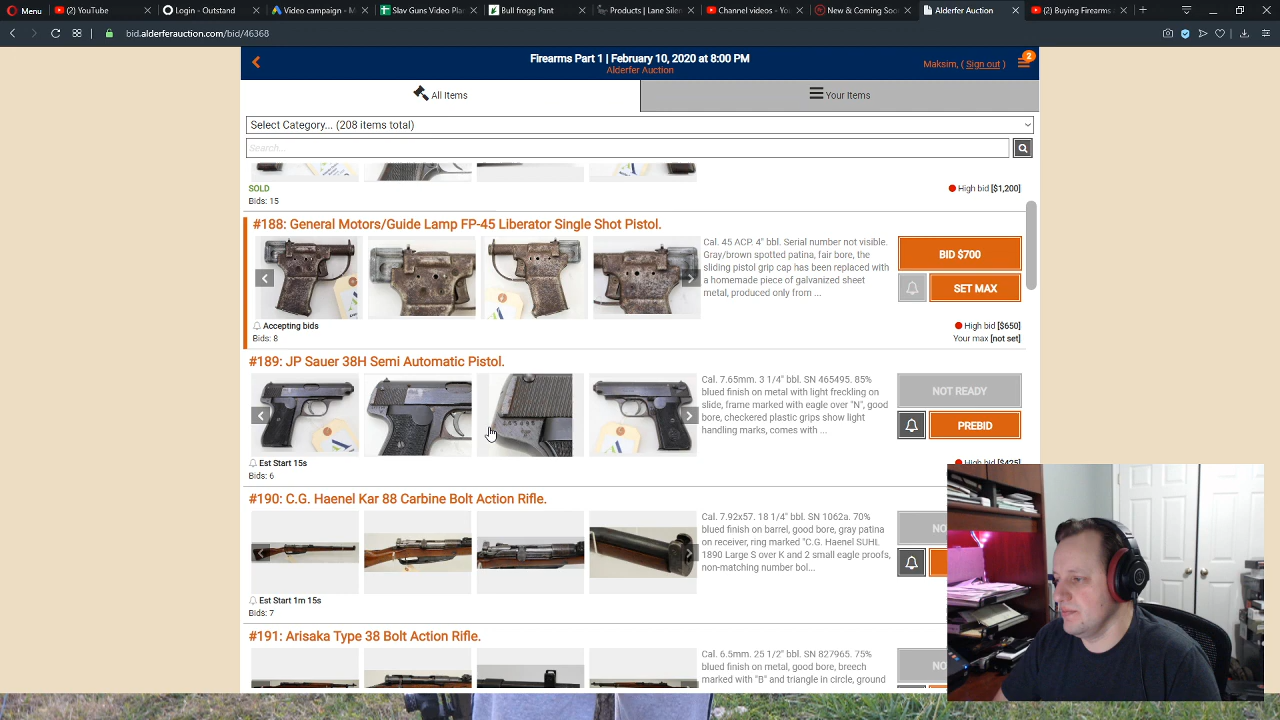 Menu
(2) YouTube
Login - Outstand
Video campaign - M
Slav Guns Video Pla
Bull frogg Pant
Products | Lane Silen
Channel videos - Yo
New & Coming Soo
Alderfer Auction
(2) Buying Firearms
bid.alderferauction.com/bid/46368
Firearms Part 1 | February 10, 2020 at 8:00 PM
Alderfer Auction
Maksim, ( Sign out )
2
All Items
Your Items
Select Category... (208 items total)
Search...
SOLD
Bids: 15
High bid [$1,200]
#188: General Motors/Guide Lamp FP-45 Liberator Single Shot Pistol.
Cal. 45 ACP. 4" bbl. Serial number not visible.
Gray/brown spotted patina, fair bore, the
sliding pistol grip cap has been replaced with
a homemade piece of galvanized sheet
metal, produced only from ...
BID $700
SET MAX
Accepting bids
Bids: 8
High bid [$650]
Your max [not set]
#189: JP Sauer 38H Semi Automatic Pistol.
Cal. 7.65mm. 3 1/4" bbl. SN 465495. 85%
blued finish on metal with light freckling on
slide, frame marked with eagle over "N", good
bore, checkered plastic grips show light
handling marks, comes with ...
NOT READY
PREBID
Est Start 15s
Bids: 6
High bid [$425]
#190: C.G. Haenel Kar 88 Carbine Bolt Action Rifle.
Cal. 7.92x57. 18 1/4" bbl. SN 1062a. 70%
blued finish on barrel, good bore, gray patina
on receiver, ring marked "C.G. Haenel SUHL
1890 Large S over K and 2 small eagle proofs,
non-matching number bol...
NO
Est Start 1m 15s
Bids: 7
#191: Arisaka Type 38 Bolt Action Rifle.
Cal. 6.5mm. 25 1/2" bbl. SN 827965. 75%
blued finish on metal, good bore, breech
marked with "B" and triangle in circle, ground
NO